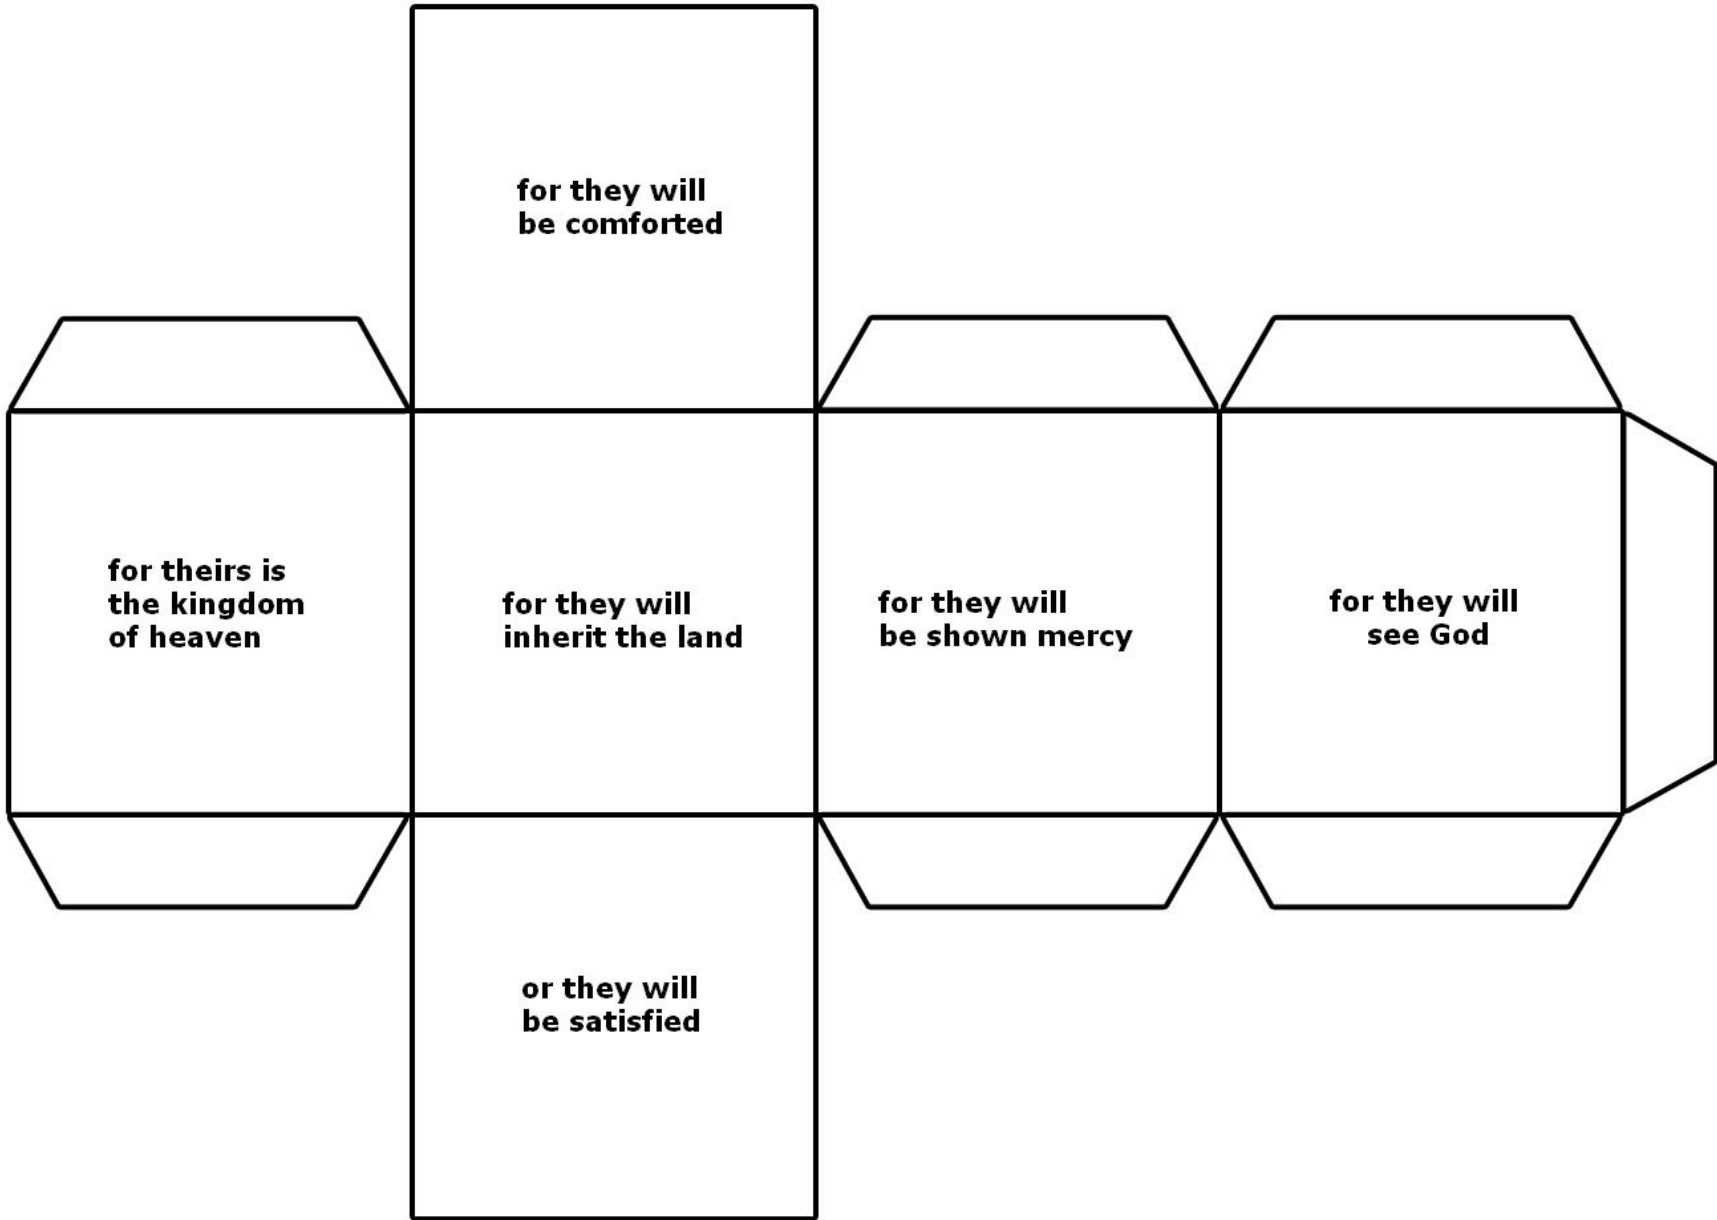 for they will
be comforted
for theirs is
the kingdom
of heaven
for they will
inherit the land
for they will
be shown mercy
for they will
see God
or they will
be satisfied